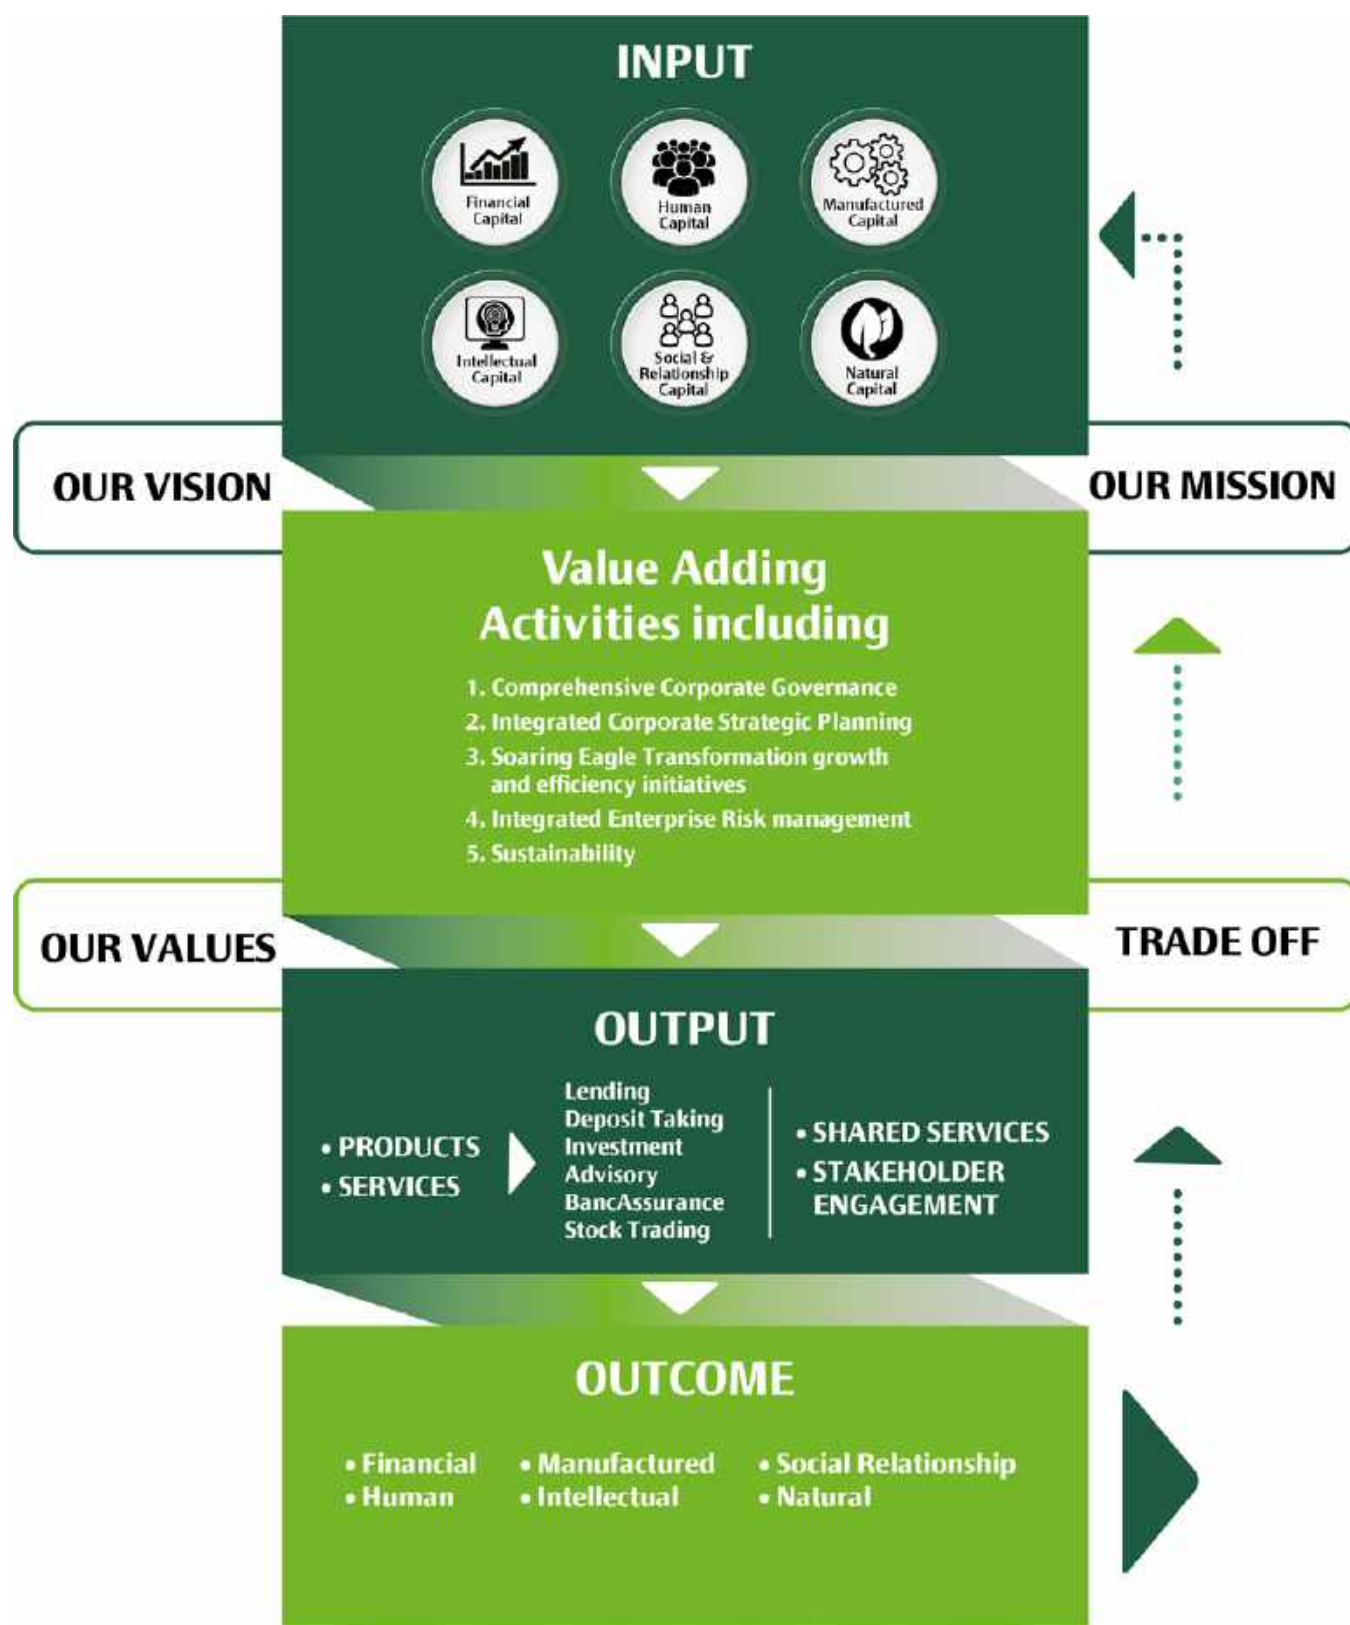 INPUT
Financial
Capital
Human
Capital
Manufactured
Capital
Intellectual
Capital
Social &
Relationship
Capital
Natural
Capital
OUR VISION
OUR MISSION
Value Adding
Activities including
1. Comprehensive Corporate Governance
2. Integrated Corporate Strategic Planning
3. Soaring Eagle Transformation growth
and efficiency initiatives
4. Integrated Enterprise Risk management
5. Sustainability
OUR VALUES
TRADE OFF
OUTPUT
• PRODUCTS
• SERVICES
Lending
Deposit Taking
Investment
Advisory
BancAssurance
Stock Trading
• SHARED SERVICES
• STAKEHOLDER
ENGAGEMENT
OUTCOME
• Financial
• Human
• Manufactured
• Intellectual
• Social Relationship
• Natural